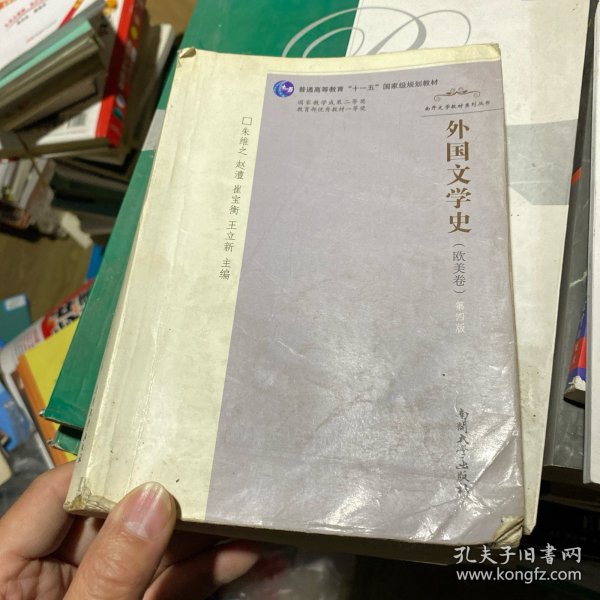 普通高等教育“十一五”国家级规划教材
国家教学成果二等奖
教育部优秀教材一等奖
南开文学教材系列丛书
外国文学史
(欧美卷)
第四版
□朱维之 赵澧 崔宝衡 王立新 主编
南开大学出版社
孔夫子旧书网
www.kongfz.com